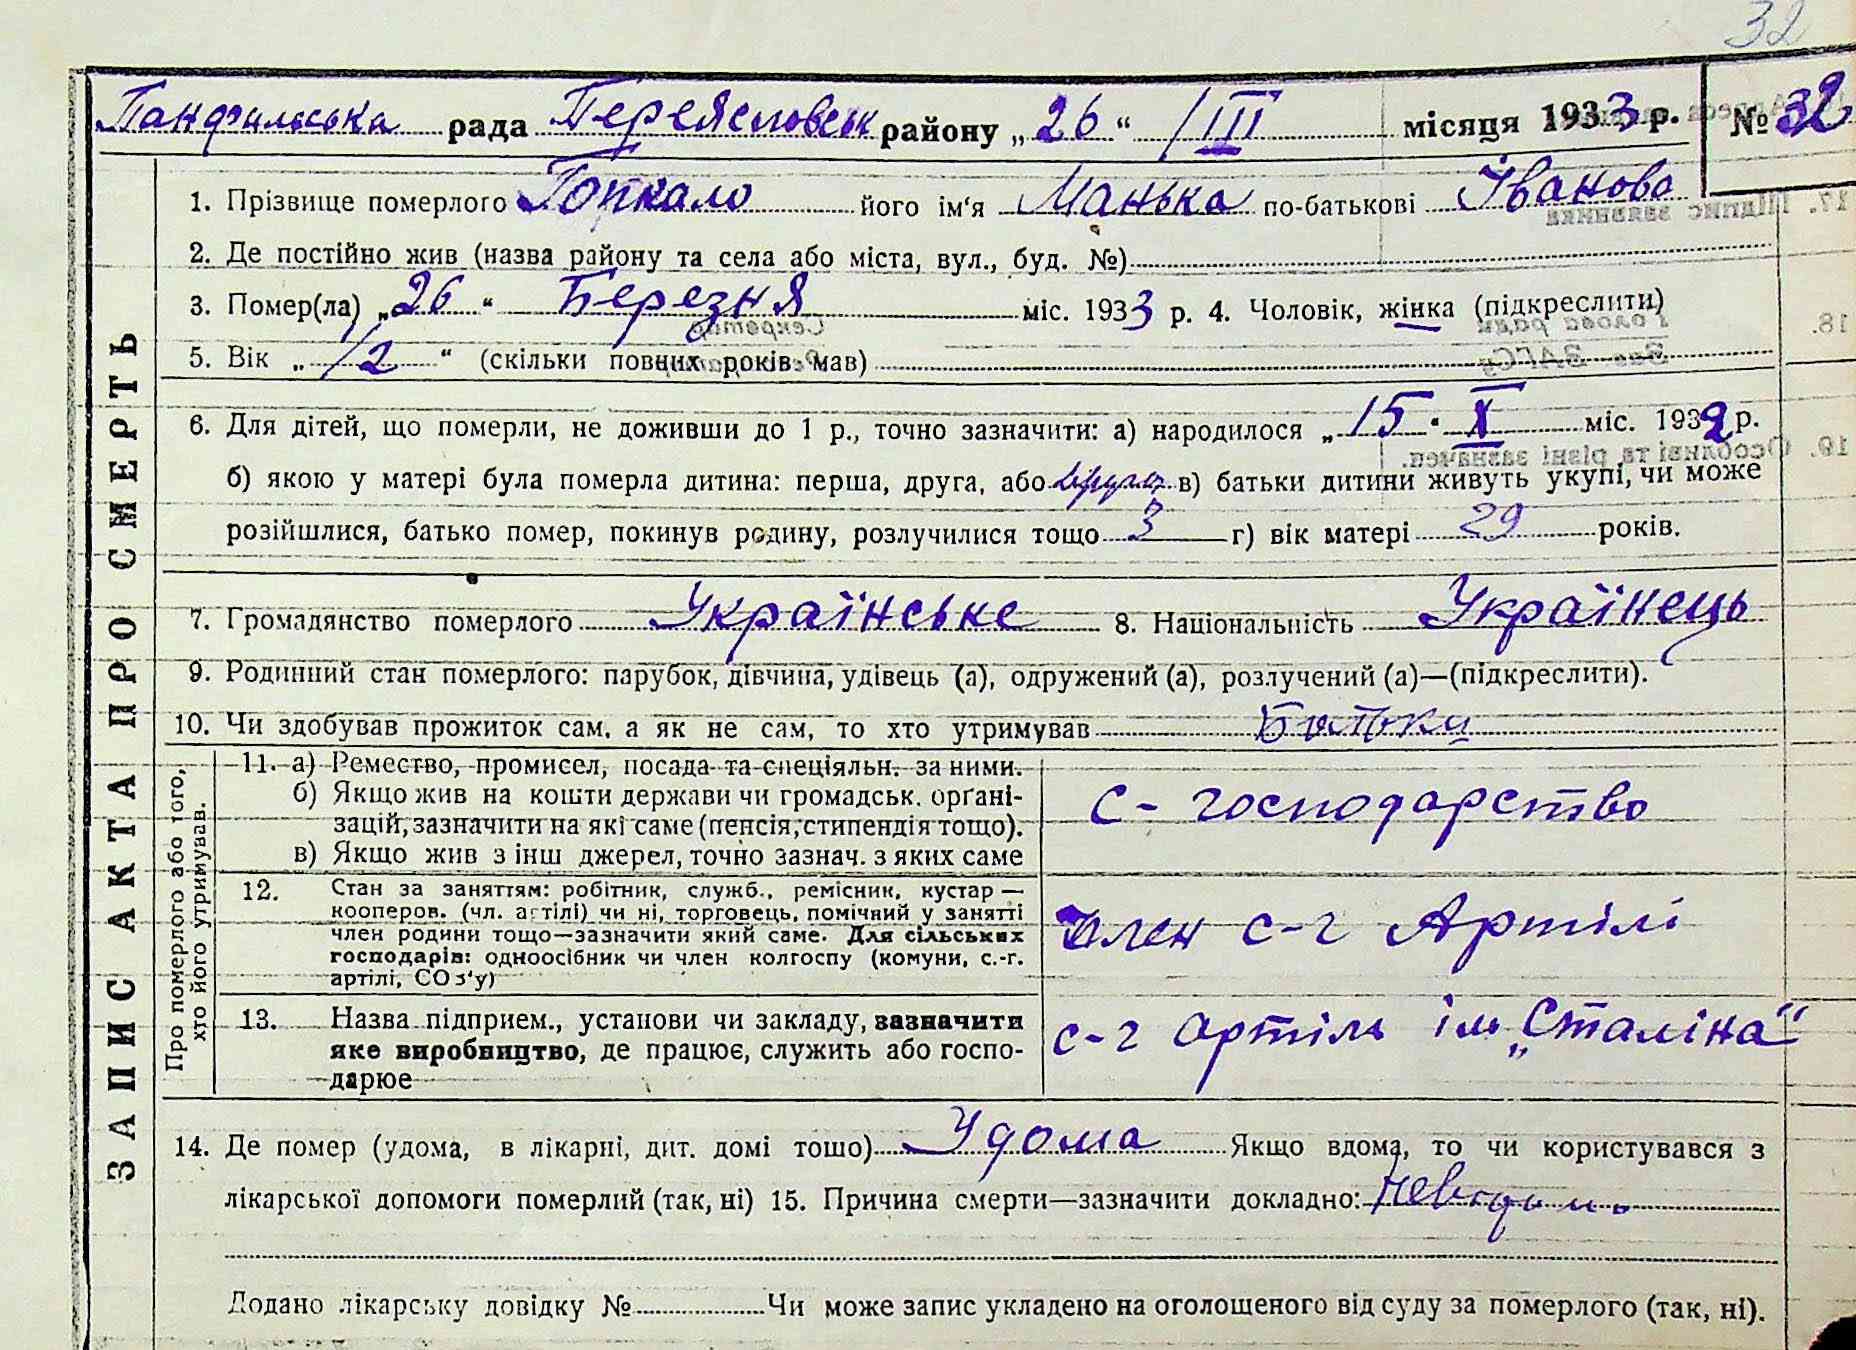 32
Панфильська рада Переясловськ району „26“ /III місяця 1933 р. № 32
ЗАПИС АКТА ПРО СМЕРТЬ
1. Прізвище померлого його ім‘я Манька по-батькові Іванова
2. Де постійно жив (назва району та села або міста, вул., буд. №)
3. Помер(ла) „26“ Березня міс. 1933 р. 4. Чоловік, жінка (підкреслити)
5. Вік „1/2“ (скільки повних років мав)
6. Для дітей, що померли, не доживши до 1 р., точно зазначити: а) народилося „15“ X міс. 1932 р.
б) якою у матері була померла дитина: перша, друга, або друга в) батьки дитини живуть укупі, чи може
розійшлися, батько помер, покинув родину, розлучилися тощо 3 г) вік матері 29 років.
7. Громадянство померлого Українське 8. Національність Українець
9. Родинний стан померлого: парубок, дівчина, удівець (а), одружений (а), розлучений (а)—(підкреслити).
10. Чи здобував прожиток сам, а як не сам, то хто утримував Батьки
Про померлого або того, хто його утримував.
11. а) Ремество, промисел, посада та спеціяльн. за ними.
б) Якщо жив на кошти держави чи громадськ. органі-
зацій, зазначити на які саме (пенсія, стипендія тощо).
в) Якщо жив з інш джерел, точно зазнач. з яких саме
с- господарство
12. Стан за заняттям: робітник, служб., ремісник, кустар —
кооперов. (чл. артілі) чи ні, торговець, помічний у занятті
член родини тощо—зазначити який саме. Для сільських
господарів: одноосібник чи член колгоспу (комуни, с.-г.
артілі, СОЗ'у)
член с-г Артілі
13. Назва підприєм., установи чи закладу, зазначити
яке виробництво, де працює, служить або госпо-
дарює
с-г артіль ім „Сталіна“
14. Де помер (удома, в лікарні, дит. домі тощо) Удома Якщо вдома, то чи користувався з
лікарської допомоги померлий (так, ні) 15. Причина смерти—зазначити докладно:
Додано лікарську довідку № Чи може запис укладено на оголошеного від суду за померлого (так, ні).